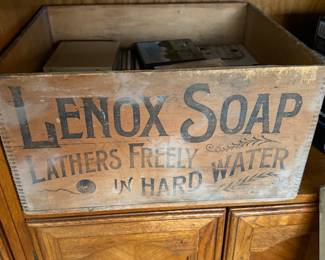 LENOX SOAP
LATHERS FREELY
IN HARD WATER